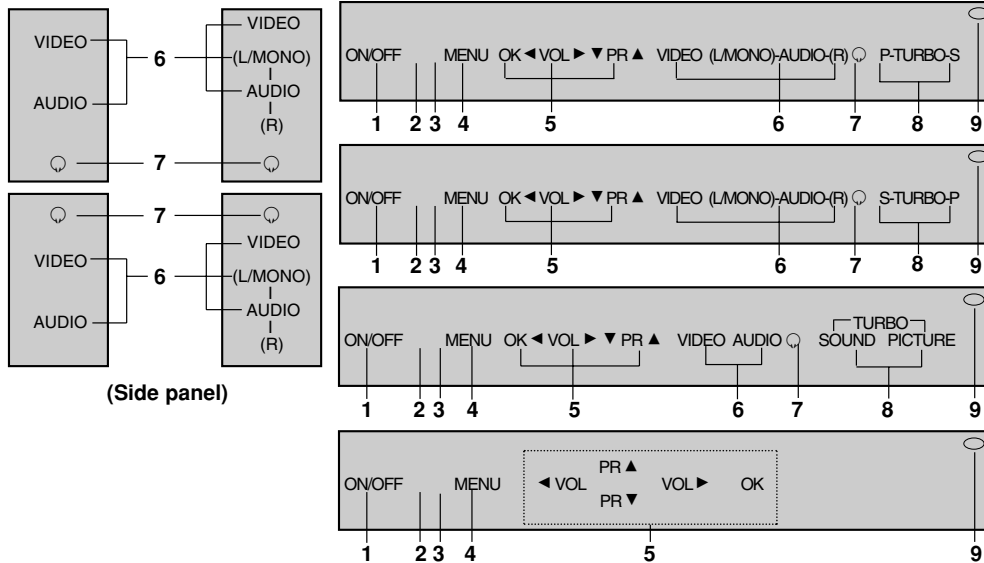 VIDEO
AUDIO
6
VIDEO
(L/MONO)
AUDIO
(R)
7
7
VIDEO
AUDIO
6
VIDEO
(L/MONO)
AUDIO
(R)
(Side panel)
ON/OFF MENU OK ◄ VOL ► ▼ PR ▲ VIDEO (L/MONO)-AUDIO-(R) P-TURBO-S
1 2 3 4 5 6 7 8 9
ON/OFF MENU OK ◄ VOL ► ▼ PR ▲ VIDEO (L/MONO)-AUDIO-(R) S-TURBO-P
1 2 3 4 5 6 7 8 9
TURBO
ON/OFF MENU OK ◄ VOL ► ▼ PR ▲ VIDEO AUDIO SOUND PICTURE
1 2 3 4 5 6 7 8 9
PR ▲
ON/OFF MENU ◄ VOL VOL ► OK
PR ▼
1 2 3 4 5 9